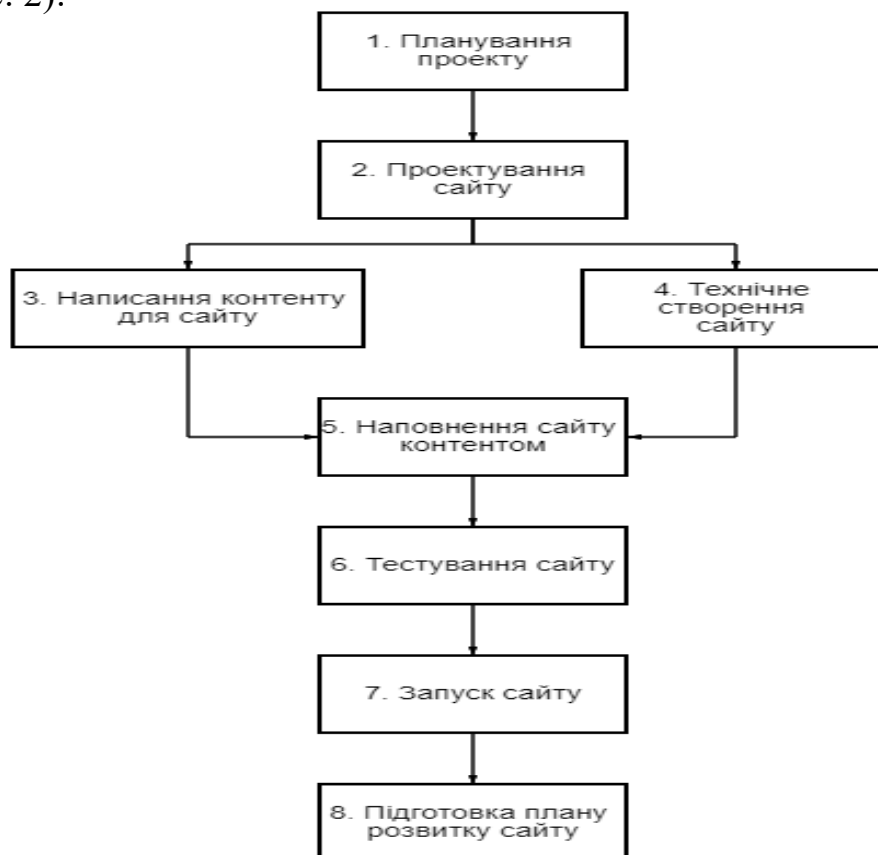 2).
1. Планування
проекту
2. Проектування
сайту
3. Написання контенту
для сайту
4. Технічне
створення
сайту
5. Наповнення сайту
контентом
6. Тестування сайту
7. Запуск сайту
8. Підготовка плану
розвитку сайту